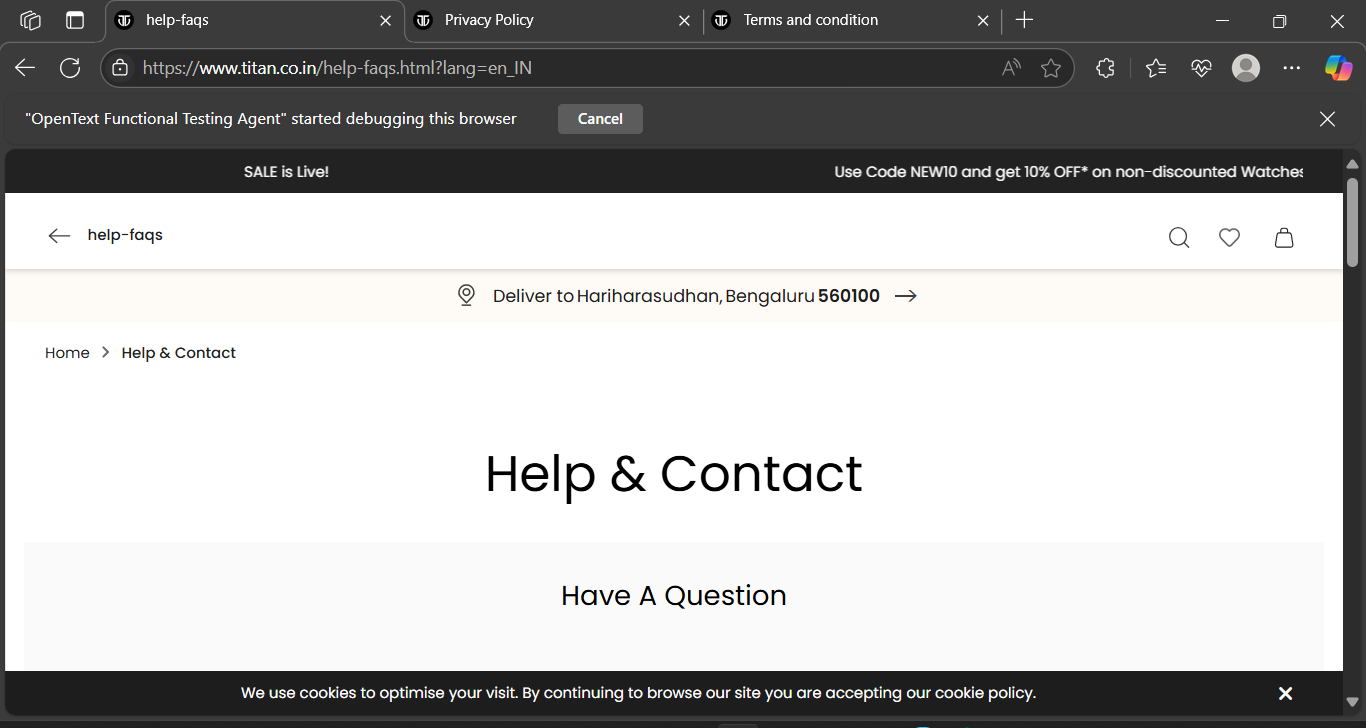 help-faqs
Privacy Policy
Terms and condition
https://www.titan.co.in/help-faqs.html?lang=en_IN
"OpenText Functional Testing Agent" started debugging this browser
Cancel
SALE is Live!
Use Code NEW10 and get 10% OFF* on non-discounted Watches
help-faqs
Deliver to Hariharasudhan, Bengaluru 560100
Home > Help & Contact
Help & Contact
Have A Question
We use cookies to optimise your visit. By continuing to browse our site you are accepting our cookie policy.